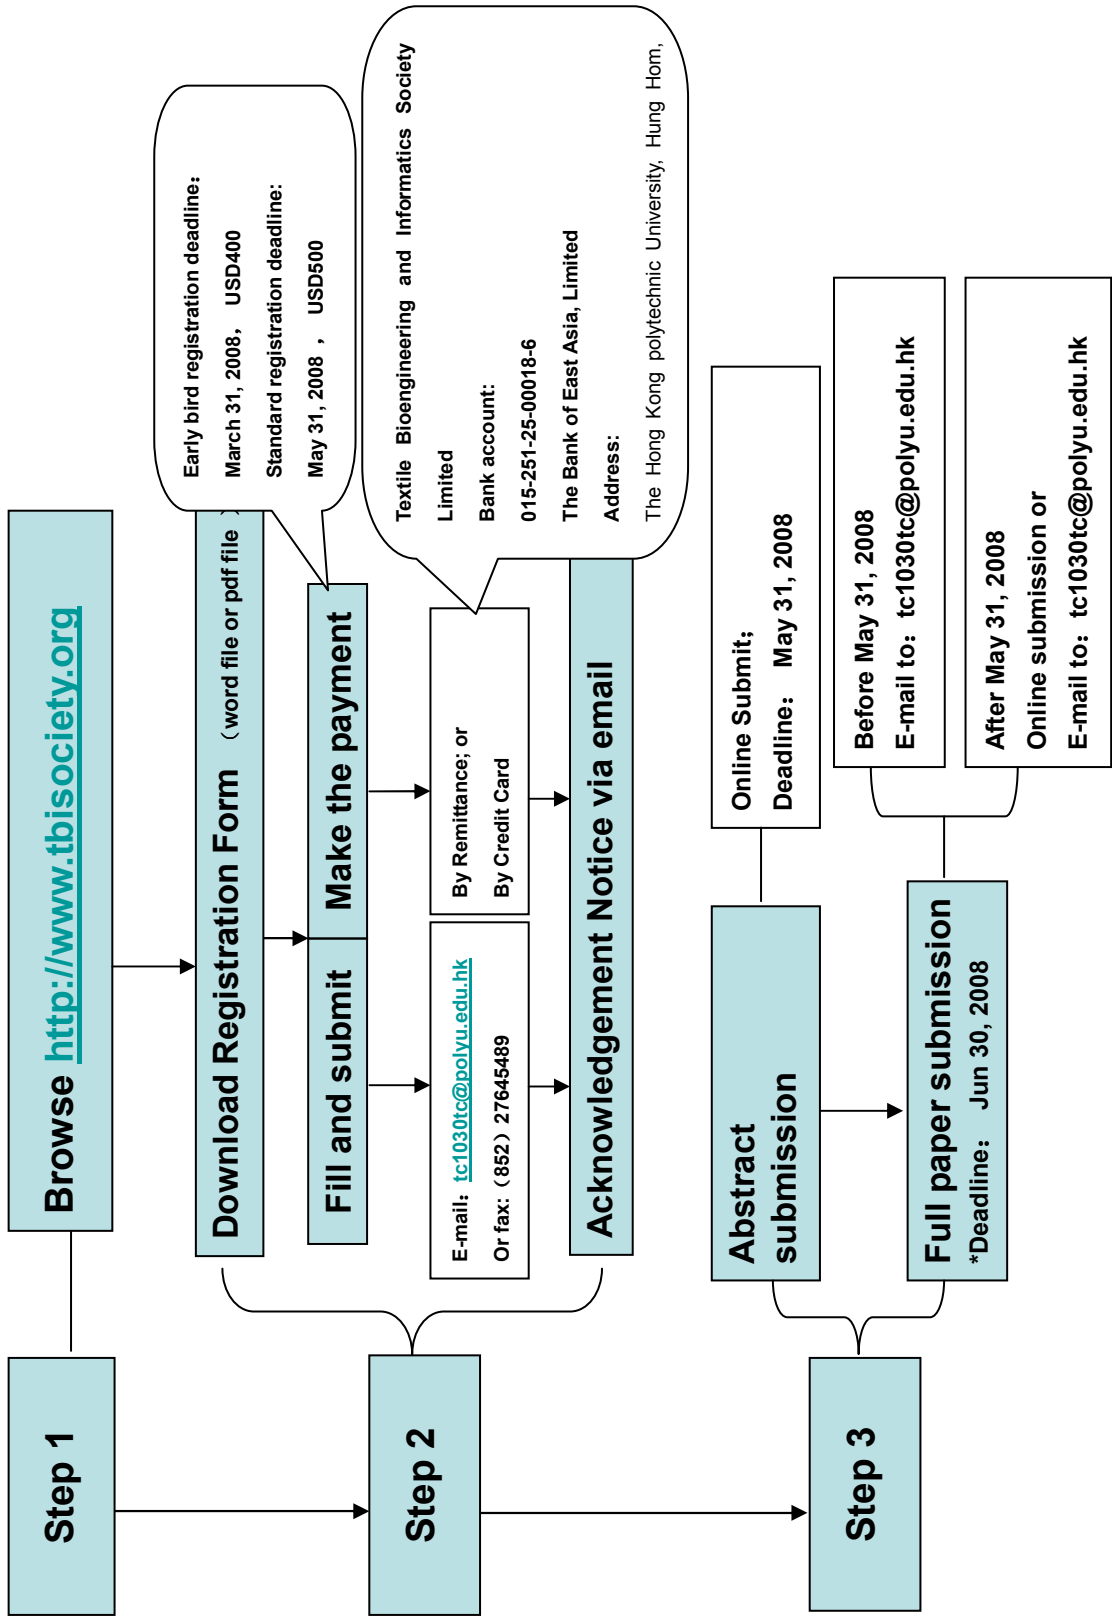 Step 1
Browse http://www.tbisociety.org
Step 2
Download Registration Form （word file or pdf file ）
Early bird registration deadline：
March 31, 2008， USD400
Standard registration deadline:
May 31, 2008 ， USD500
Fill and submit
Make the payment
E-mail：tc1030tc@polyu.edu.hk
Or fax:（852）27645489
By Remittance; or
By Credit Card
Textile Bioengineering and Informatics Society
Limited
Bank account:
015-251-25-00018-6
The Bank of East Asia, Limited
Address:
The Hong Kong polytechnic University, Hung Hom,
Acknowledgement Notice via email
Step 3
Abstract
submission
Online Submit；
Deadline： May 31, 2008
Full paper submission
*Deadline： Jun 30, 2008
Before May 31, 2008
E-mail to：tc1030tc@polyu.edu.hk
After May 31, 2008
Online submission or
E-mail to：tc1030tc@polyu.edu.hk